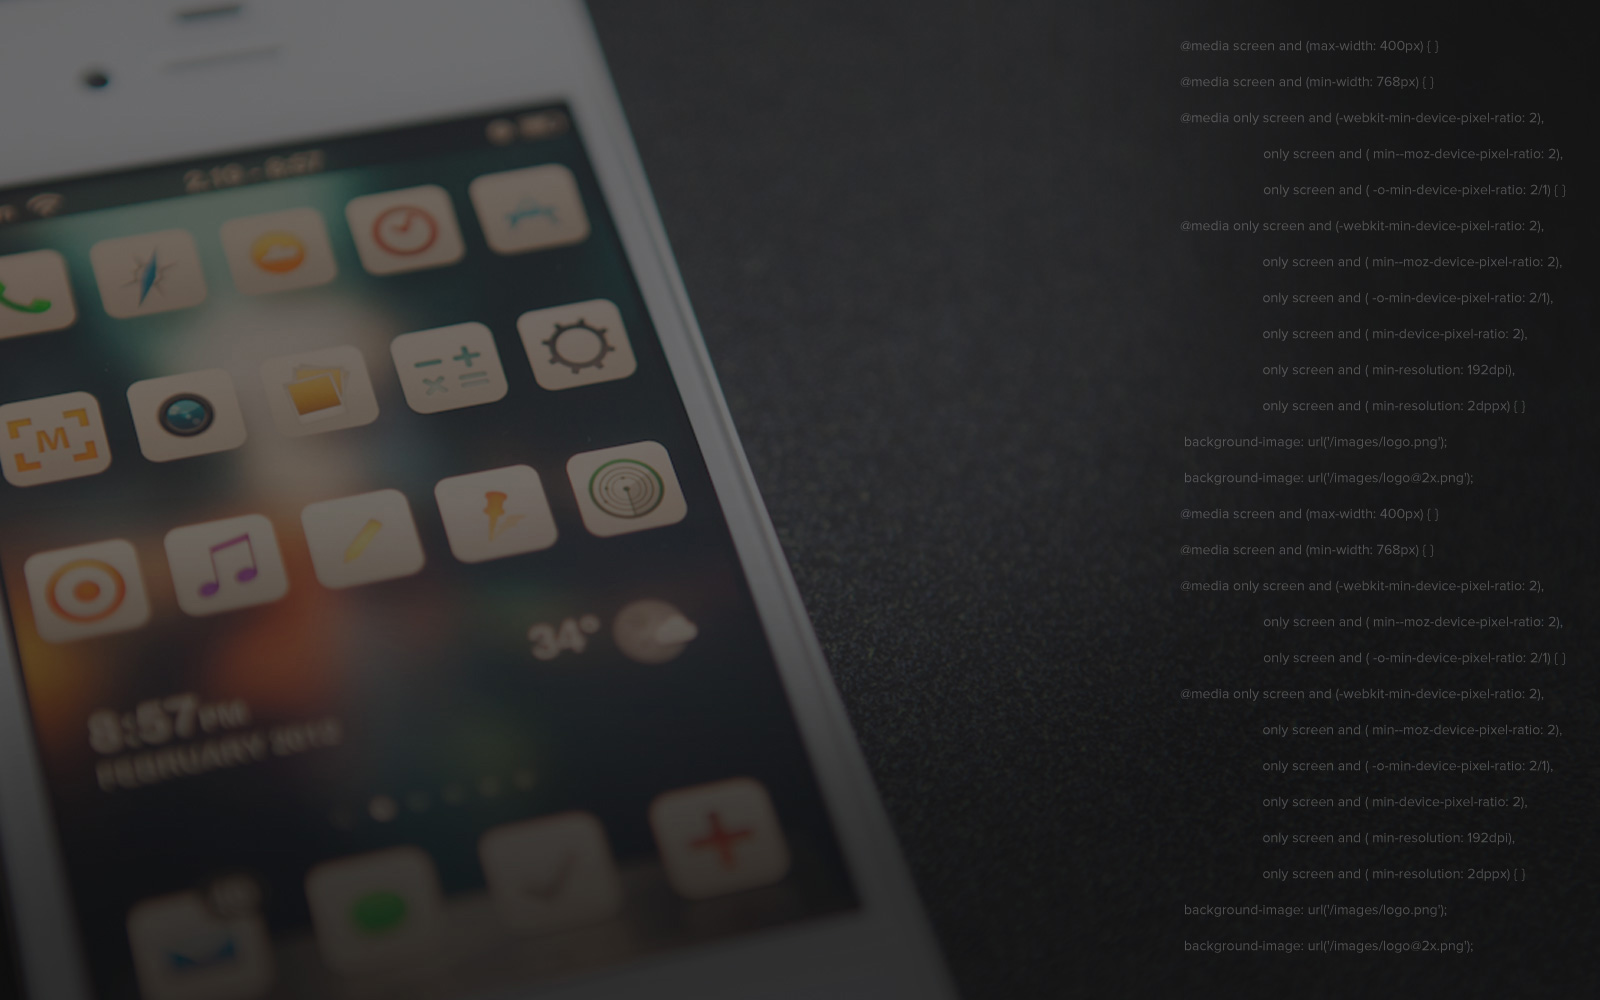 2.10 - 8:57
M
34°
8:57PM
FEBRUARY 2012
@media screen and (max-width: 400px) { }
@media screen and (min-width: 768px) { }
@media only screen and (-webkit-min-device-pixel-ratio: 2),
only screen and ( min--moz-device-pixel-ratio: 2),
only screen and ( -o-min-device-pixel-ratio: 2/1) { }
@media only screen and (-webkit-min-device-pixel-ratio: 2),
only screen and ( min--moz-device-pixel-ratio: 2),
only screen and ( -o-min-device-pixel-ratio: 2/1),
only screen and ( min-device-pixel-ratio: 2),
only screen and ( min-resolution: 192dpi),
only screen and ( min-resolution: 2dppx) { }
background-image: url('/images/logo.png');
background-image: url('/images/logo@2x.png');
@media screen and (max-width: 400px) { }
@media screen and (min-width: 768px) { }
@media only screen and (-webkit-min-device-pixel-ratio: 2),
only screen and ( min--moz-device-pixel-ratio: 2),
only screen and ( -o-min-device-pixel-ratio: 2/1) { }
@media only screen and (-webkit-min-device-pixel-ratio: 2),
only screen and ( min--moz-device-pixel-ratio: 2),
only screen and ( -o-min-device-pixel-ratio: 2/1),
only screen and ( min-device-pixel-ratio: 2),
only screen and ( min-resolution: 192dpi),
only screen and ( min-resolution: 2dppx) { }
background-image: url('/images/logo.png');
background-image: url('/images/logo@2x.png');